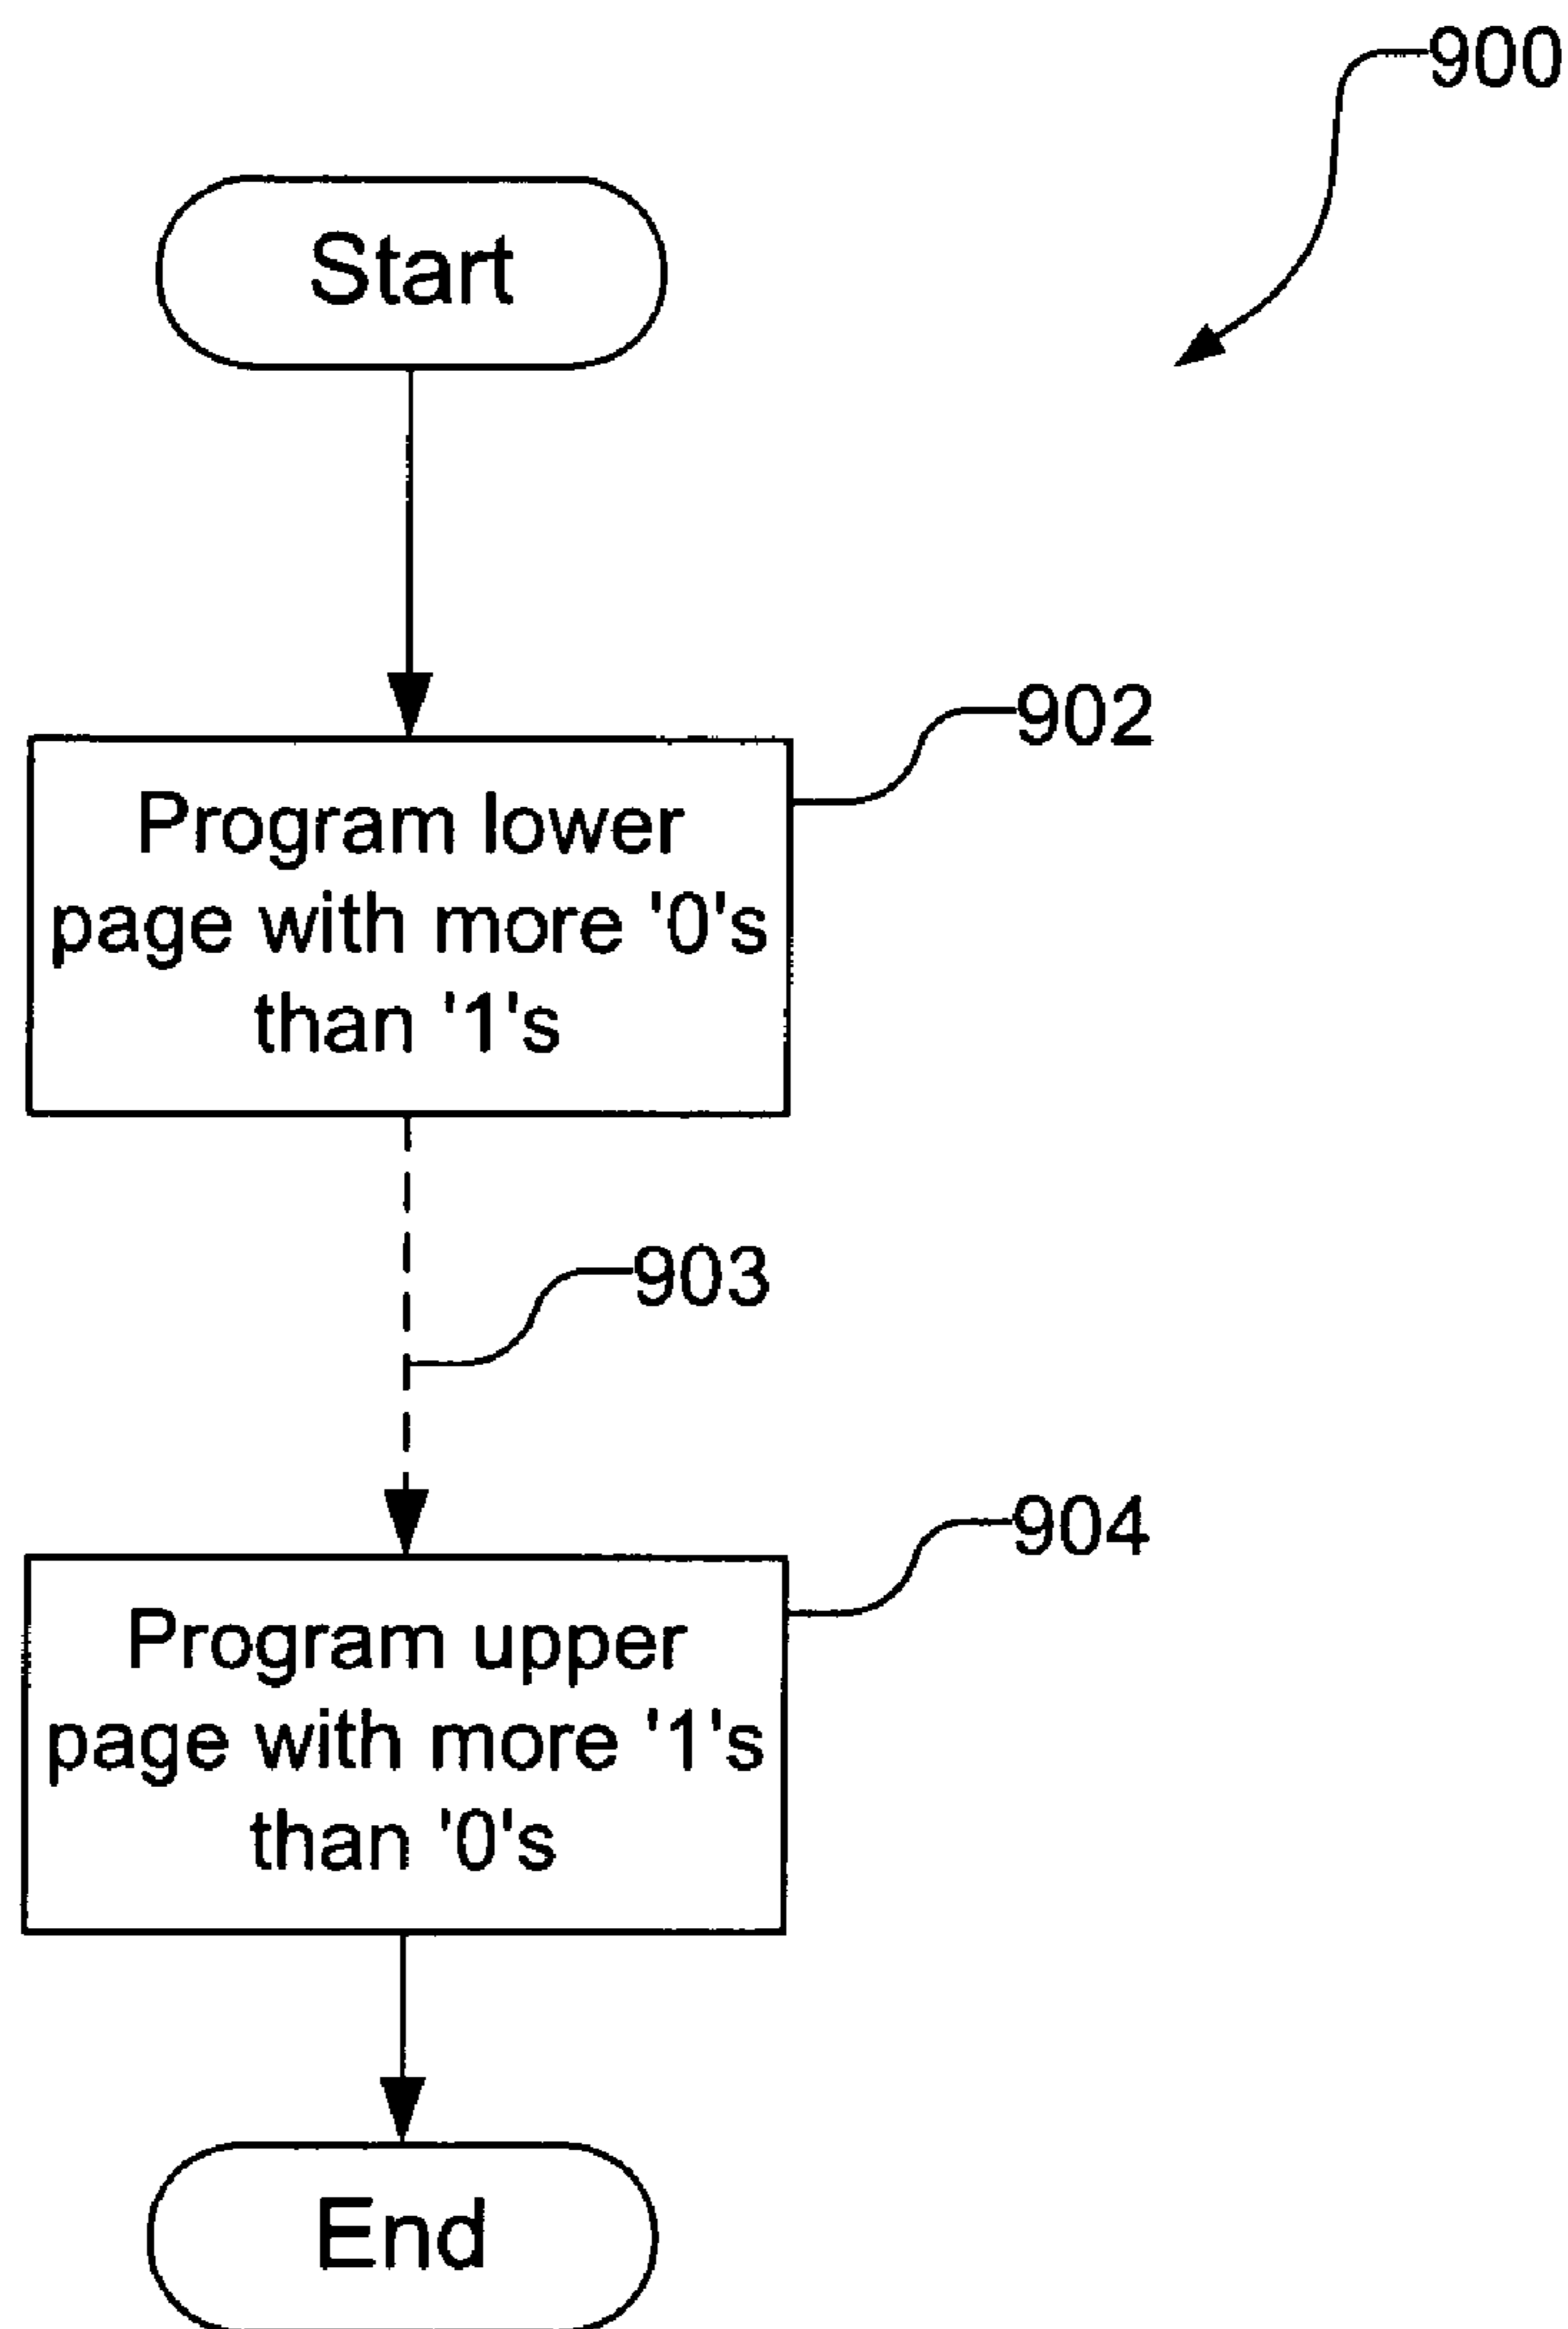 900
Start
902
Program lower
page with more '0's
than '1's
903
904
Program upper
page with more '1's
than '0's
End